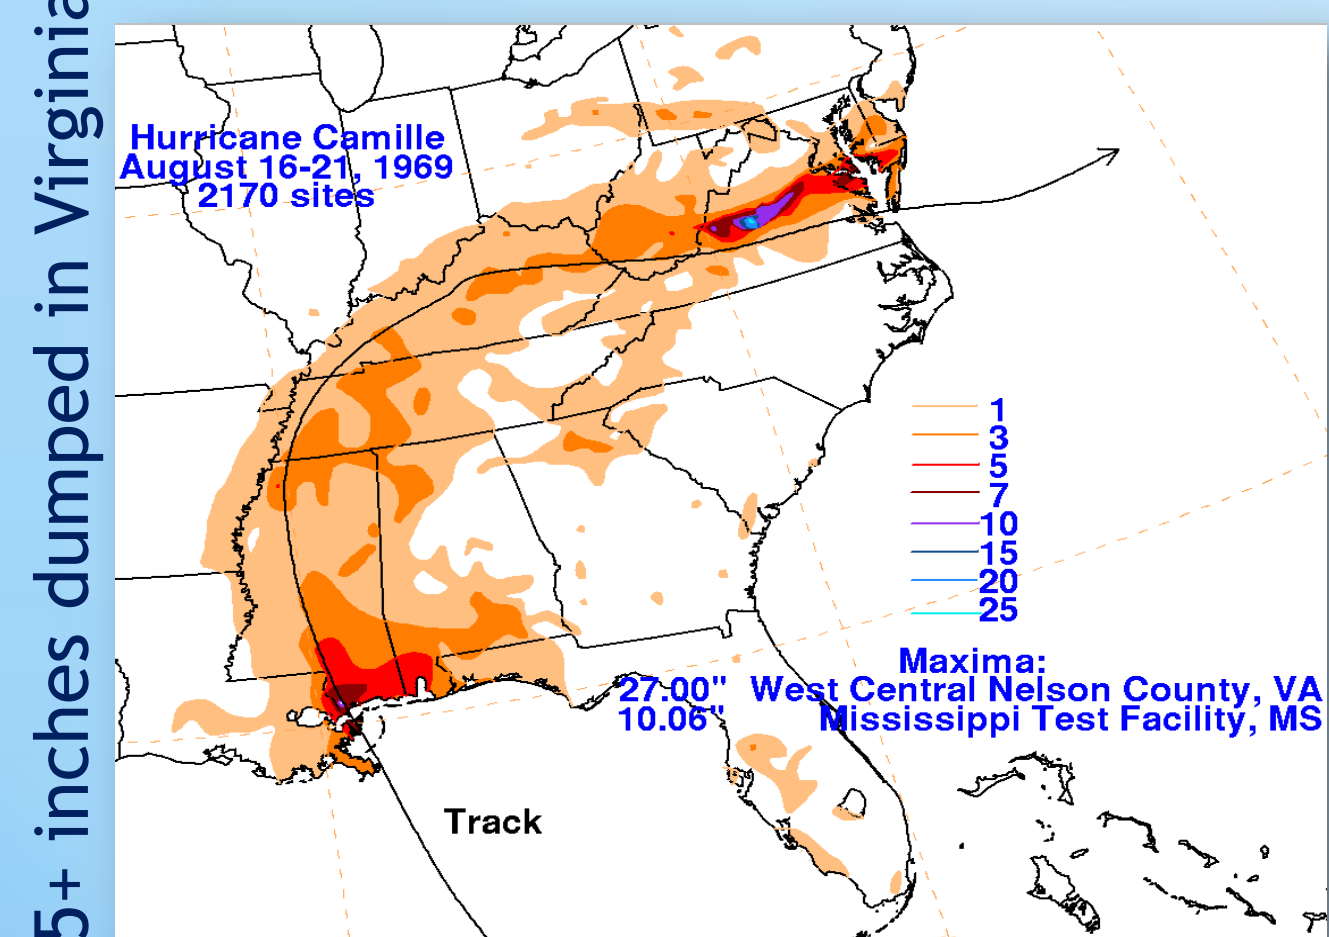 5+ inches dumped in Virginia
Hurricane Camille
August 16-21, 1969
2170 sites
1
3
5
7
10
15
20
25
Maxima:
27.00" West Central Nelson County, VA
10.06" Mississippi Test Facility, MS
Track